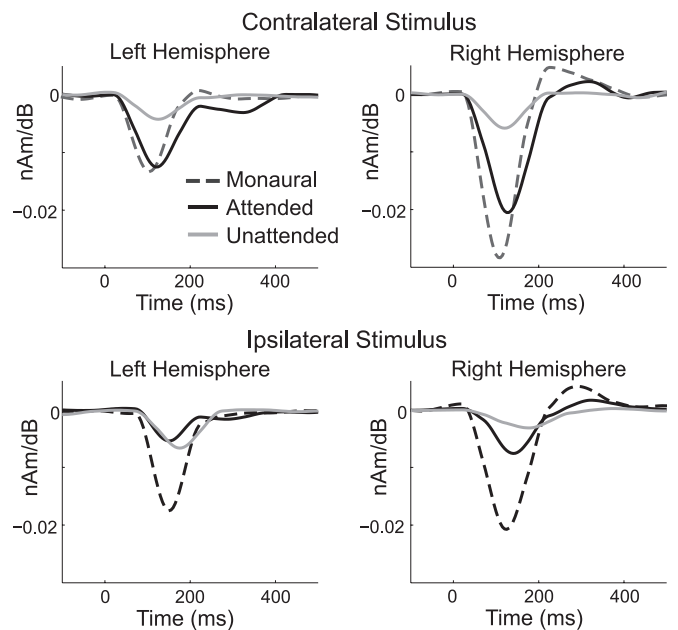 Contralateral Stimulus
Left Hemisphere
Right Hemisphere
0
−0.02
nAm/dB
Monaural
Attended
Unattended
0 200 400
Time (ms)
0
−0.02
nAm/dB
0 200 400
Time (ms)
Ipsilateral Stimulus
Left Hemisphere
Right Hemisphere
0
−0.02
nAm/dB
0 200 400
Time (ms)
0
−0.02
nAm/dB
0 200 400
Time (ms)